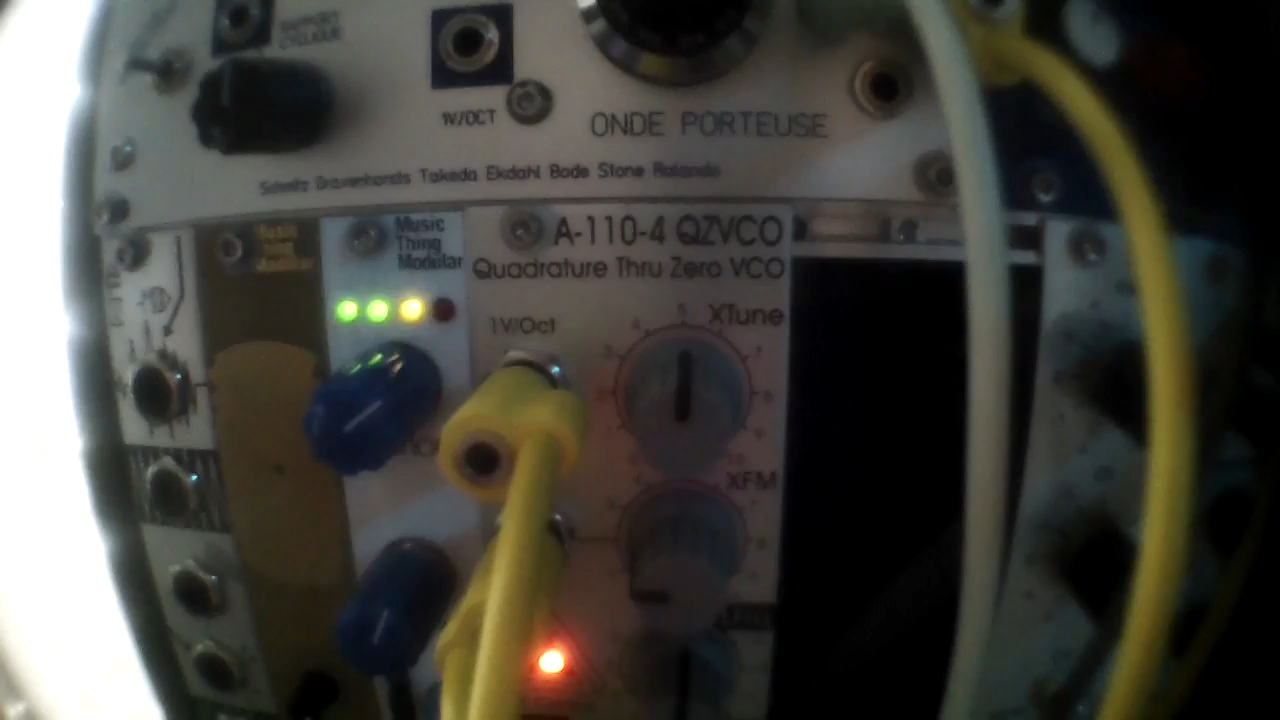 1V/OCT
ONDE PORTEUSE
Schmitz Gravenhorsts Takeda Ekdahl Bode Stone Rolando
Music
Thing
Modular
A-110-4 QZVCO
Quadrature Thru Zero VCO
1V/Oct
XTune
XFM